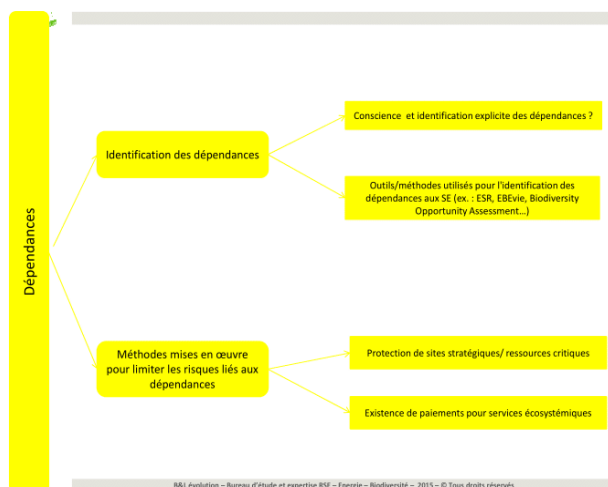 Dépendances
Identification des dépendances
Conscience et identification explicite des dépendances ?
Outils/méthodes utilisés pour l'identification des
dépendances aux SE (ex. : ESR, EBEvie, Biodiversity
Opportunity Assessment…)
Méthodes mises en œuvre
pour limiter les risques liés aux
dépendances
Protection de sites stratégiques/ ressources critiques
Existence de paiements pour services écosystémiques
B&L évolution – Bureau d'étude et expertise RSE – Energie – Biodiversité – 2015 – © Tous droits réservés